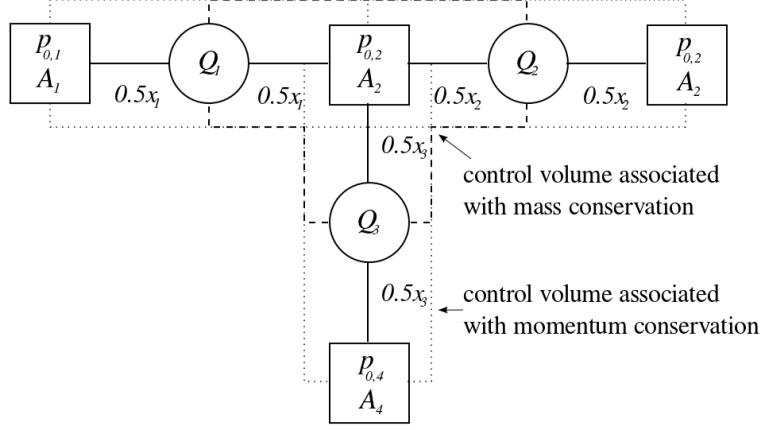 p0,1
A1
0.5x1
Q1
0.5x1
p0,2
A2
0.5x2
Q2
0.5x2
p0,2
A2
0.5x3
control volume associated
with mass conservation
Q3
0.5x3
control volume associated
with momentum conservation
p0,4
A4